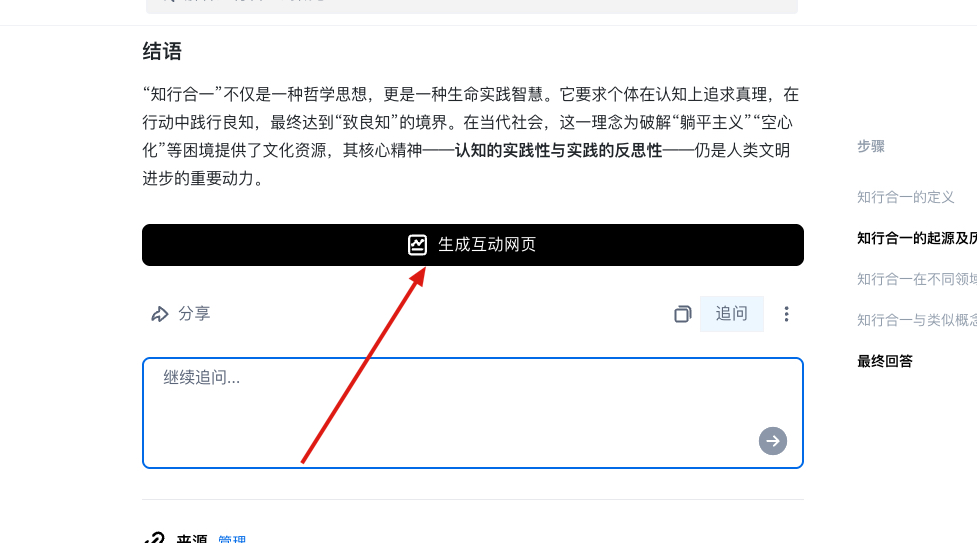 结语
“知行合一”不仅是一种哲学思想，更是一种生命实践智慧。它要求个体在认知上追求真理，在
行动中践行良知，最终达到“致良知”的境界。在当代社会，这一理念为破解“躺平主义”“空心
化”等困境提供了文化资源，其核心精神——认知的实践性与实践的反思性——仍是人类文明
进步的重要动力。
生成互动网页
分享
追问
继续追问...
来源 管理
步骤
知行合一的定义
知行合一的起源及历
知行合一在不同领域
知行合一与类似概念
最终回答